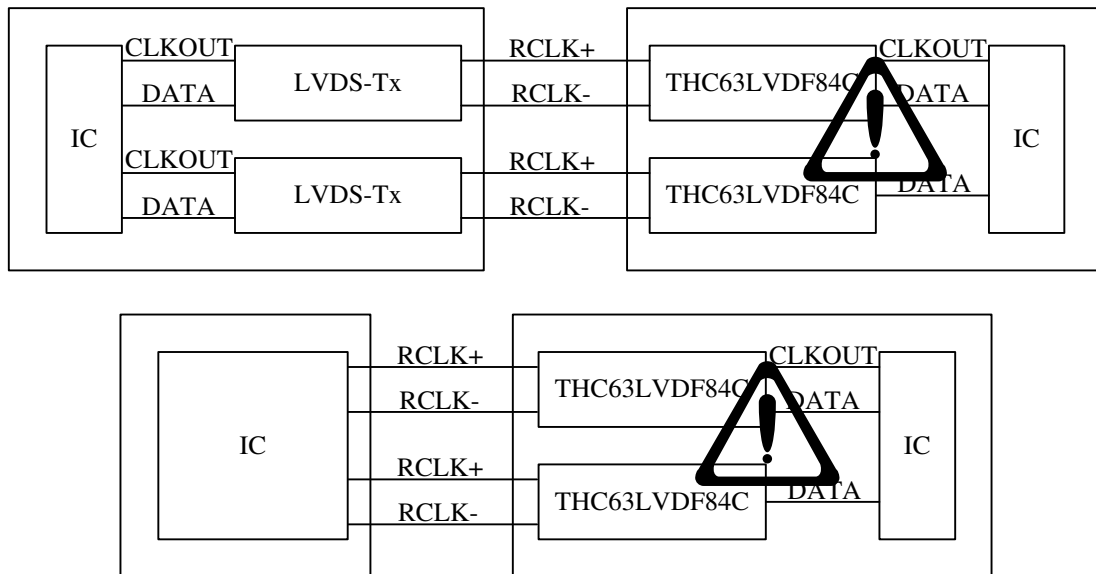 CLKOUT RCLK+ CLKOUT
LVDS-Tx THC63LVDF84C
DATA RCLK- DATA
IC IC
CLKOUT RCLK+
LVDS-Tx THC63LVDF84C DATA
DATA RCLK-
RCLK+ CLKOUT
THC63LVDF84C
RCLK- DATA
IC IC
RCLK+
THC63LVDF84C DATA
RCLK-